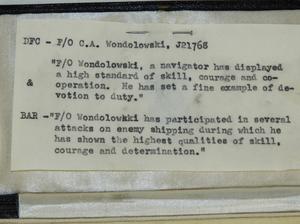 DFC - F/O C.A. Wondolowski, J21768
"F/O Wondolowski, a navigator has displayed
a high standard of skill, courage and co-
& operation. He has set a fine example of de-
votion to duty."
BAR -"F/O Wondolowski has participated in several
attacks on enemy shipping during which he
has shown the highest qualities of skill,
courage and determination."